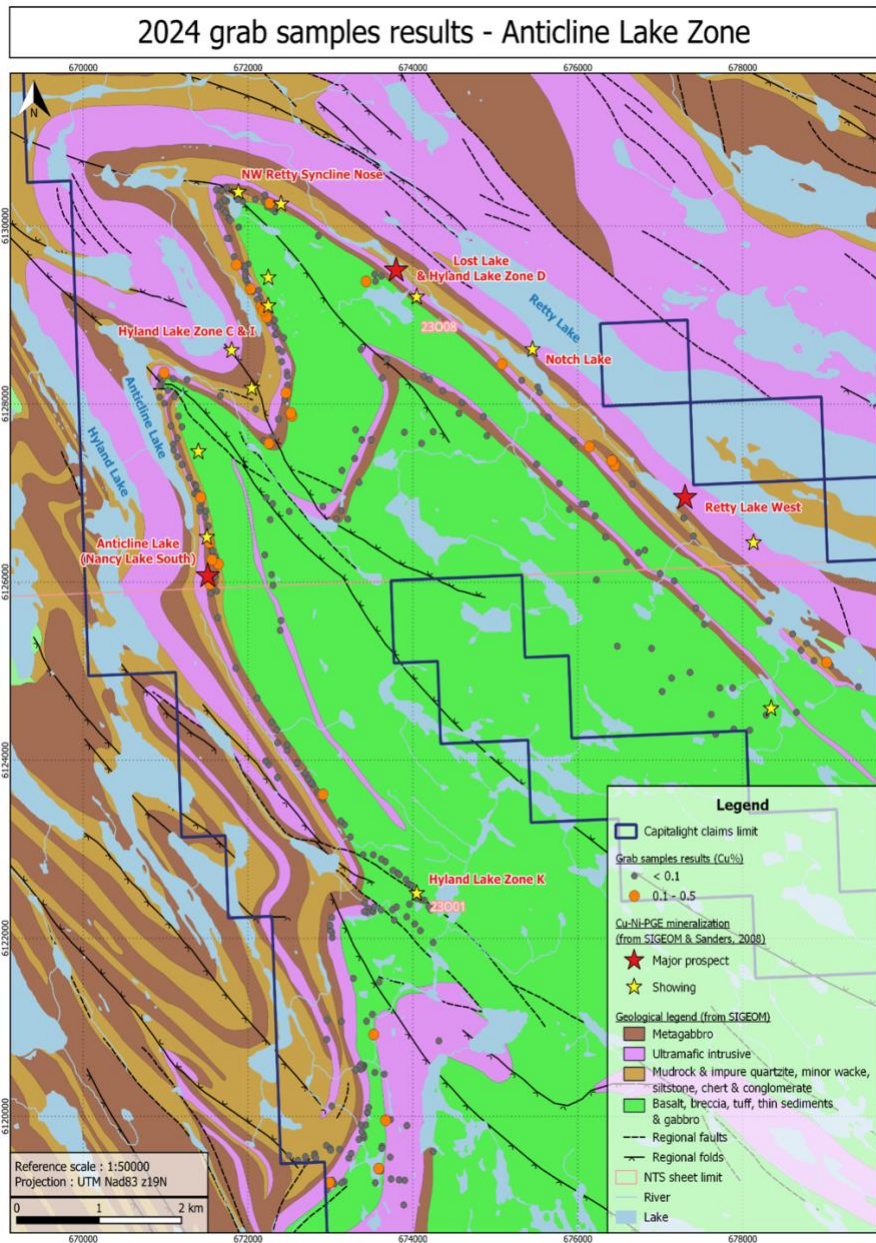 2024 grab samples results - Anticline Lake Zone
670000
672000
674000
676000
678000
N
6130000
6128000
6126000
6124000
6122000
6120000
NW Retty Syncline Nose
Lost Lake
& Hyland Lake Zone D
Retty Lake
23O08
Hyland Lake Zone C & I
Notch Lake
Anticline Lake
Hyland Lake
Retty Lake West
Anticline Lake
(Nancy Lake South)
Hyland Lake Zone K
23O01
Legend
Capitalight claims limit
Grab samples results (Cu%)
< 0.1
0.1 - 0.5
Cu-Ni-PGE mineralization
(from SIGEOM & Sanders, 2008)
Major prospect
Showing
Geological legend (from SIGEOM)
Metagabbro
Ultramafic intrusive
Mudrock & impure quartzite, minor wacke,
siltstone, chert & conglomerate
Basalt, breccia, tuff, thin sediments
& gabbro
Regional faults
Regional folds
NTS sheet limit
River
Lake
Reference scale : 1:50000
Projection : UTM Nad83 z19N
0 1 2 km
670000
672000
674000
676000
678000